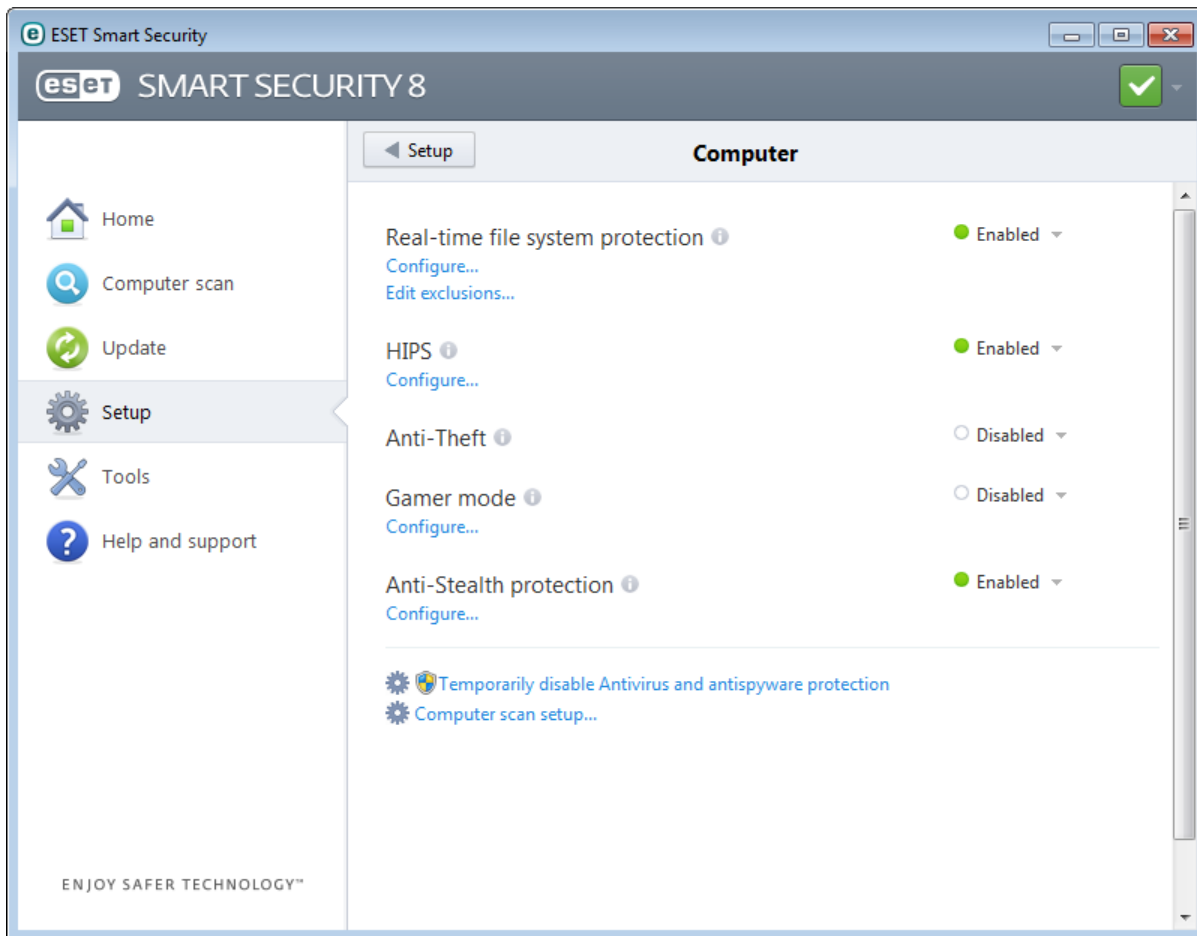 ESET Smart Security
eset SMART SECURITY 8
Setup
Computer
Home
Computer scan
Update
Setup
Tools
Help and support
ENJOY SAFER TECHNOLOGY™
Real-time file system protection
Enabled
Configure...
Edit exclusions...
HIPS
Enabled
Configure...
Anti-Theft
Disabled
Gamer mode
Disabled
Configure...
Anti-Stealth protection
Enabled
Configure...
Temporarily disable Antivirus and antispyware protection
Computer scan setup...